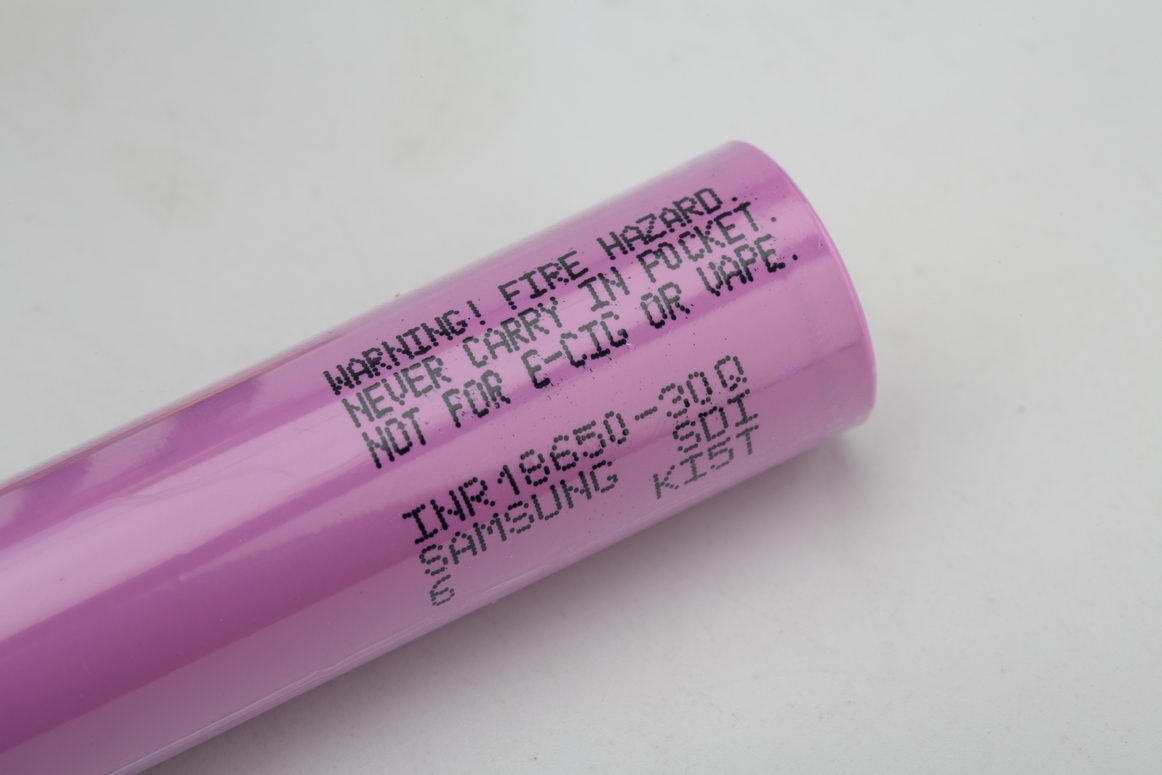 WARNING! FIRE HAZARD.
NEVER CARRY IN POCKET.
NOT FOR E-CIG OR VAPE.
INR18650-30Q
SAMSUNG SDI
6 KI5T